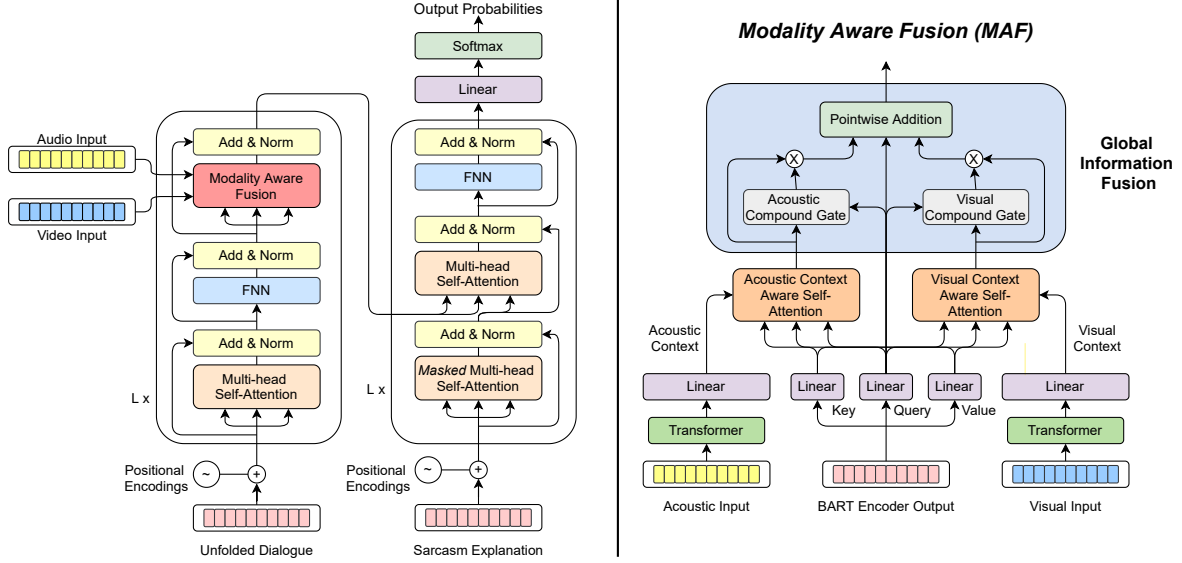 Output Probabilities
Softmax
Linear
Add & Norm
Audio Input
Modality Aware
Fusion
Video Input
Add & Norm
FNN
Add & Norm
Multi-head
Self-Attention
L x
Positional
Encodings
~
+
Unfolded Dialogue
Add & Norm
FNN
Add & Norm
Multi-head
Self-Attention
Add & Norm
Masked Multi-head
Self-Attention
L x
Positional
Encodings
~
+
Sarcasm Explanation
Modality Aware Fusion (MAF)
Pointwise Addition
Global
Information
Fusion
X
X
Acoustic
Compound Gate
Visual
Compound Gate
Acoustic Context
Aware Self-
Attention
Visual Context
Aware Self-
Attention
Acoustic
Context
Visual
Context
Linear
Linear
Linear
Linear
Linear
Key
Query
Value
Transformer
Transformer
Acoustic Input
BART Encoder Output
Visual Input